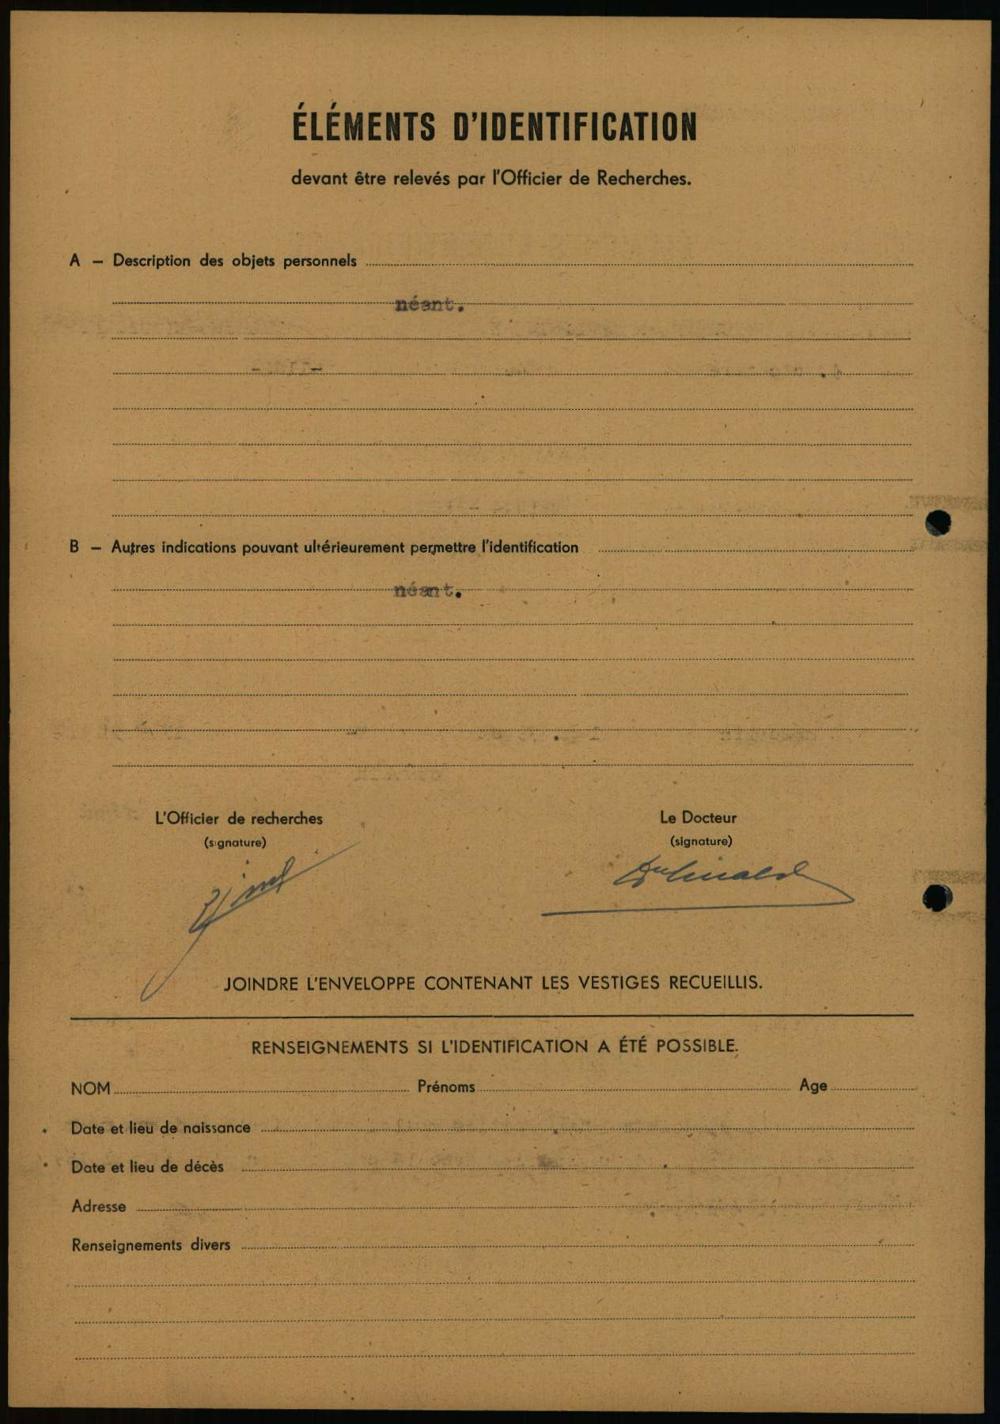 ÉLÉMENTS D'IDENTIFICATION
devant être relevés par l'Officier de Recherches.
A – Description des objets personnels
néant.
B – Autres indications pouvant ultérieurement permettre l'identification
néant.
L'Officier de recherches
(signature)
Le Docteur
(signature)
JOINDRE L'ENVELOPPE CONTENANT LES VESTIGES RECUEILLIS.
RENSEIGNEMENTS SI L'IDENTIFICATION A ÉTÉ POSSIBLE.
NOM Prénoms Age
Date et lieu de naissance
Date et lieu de décès
Adresse
Renseignements divers